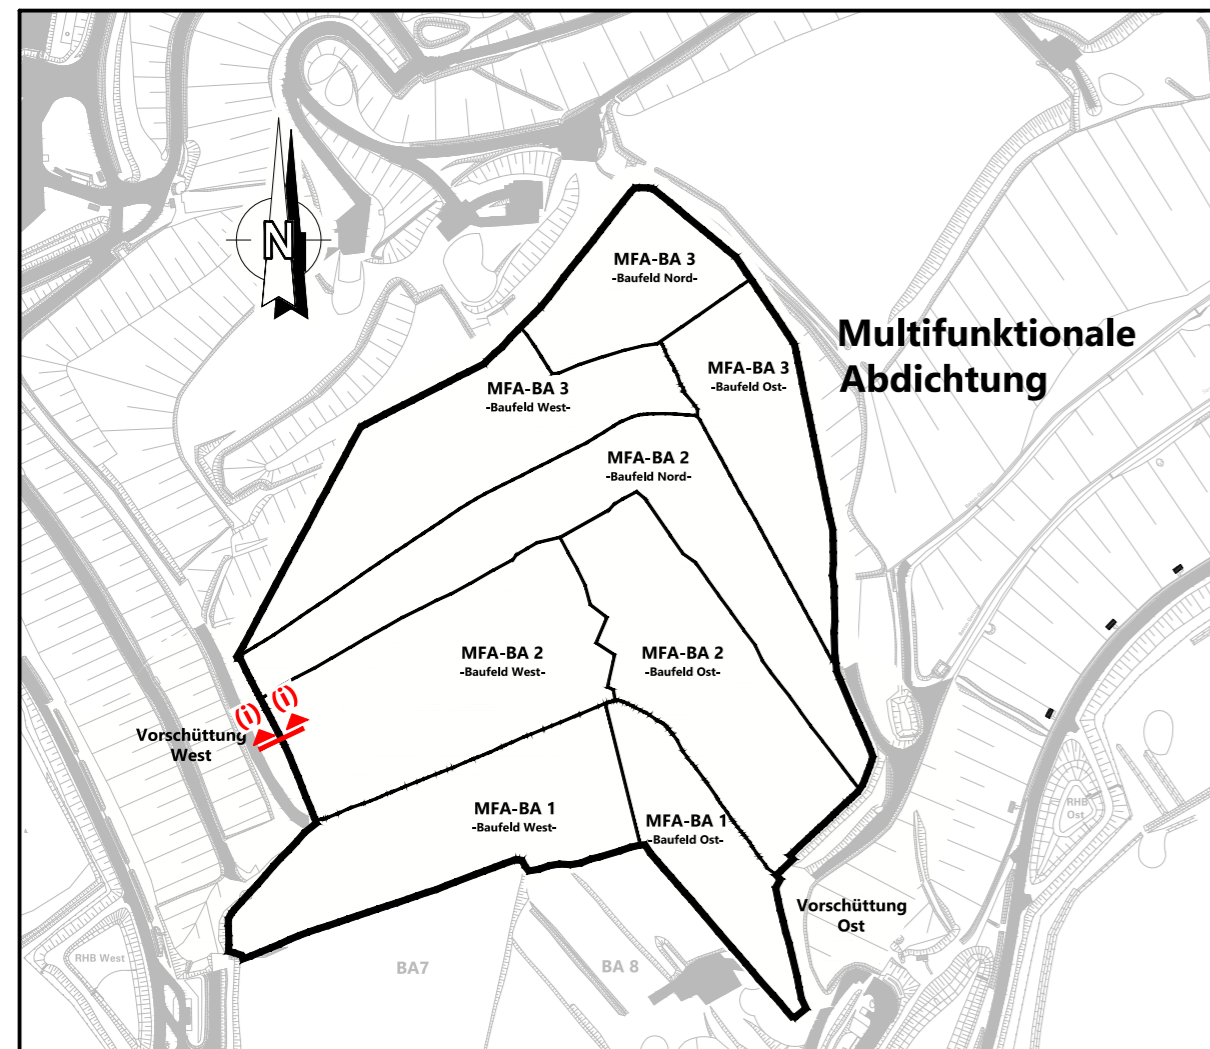 N
MFA-BA 3
-Baufeld Nord-
Multifunktionale
Abdichtung
MFA-BA 3
-Baufeld Ost-
MFA-BA 3
-Baufeld West-
MFA-BA 2
-Baufeld Nord-
MFA-BA 2
-Baufeld West-
MFA-BA 2
-Baufeld Ost-
(i)
(i)
Vorschüttung
West
MFA-BA 1
-Baufeld West-
MFA-BA 1
-Baufeld Ost-
RHB
Ost
Vorschüttung
Ost
RHB West
BA7
BA 8